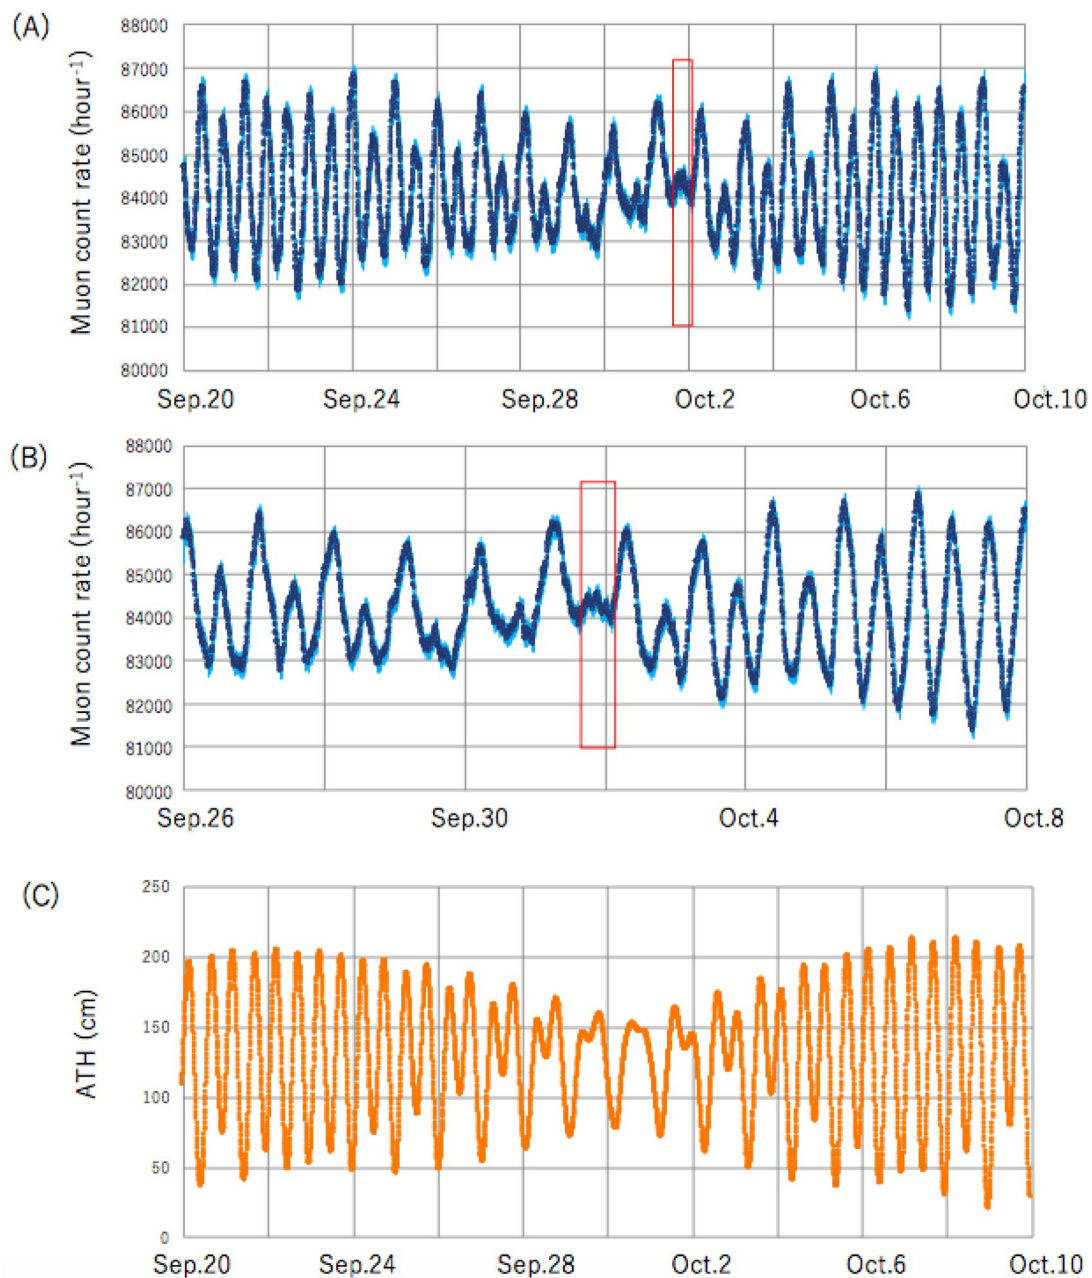 (A)
Muon count rate (hour-1)
88000
87000
86000
85000
84000
83000
82000
81000
80000
Sep.20 Sep.24 Sep.28 Oct.2 Oct.6 Oct.10
(B)
Muon count rate (hour-1)
88000
87000
86000
85000
84000
83000
82000
81000
80000
Sep.26 Sep.30 Oct.4 Oct.8
(C)
ATH (cm)
250
200
150
100
50
0
Sep.20 Sep.24 Sep.28 Oct.2 Oct.6 Oct.10